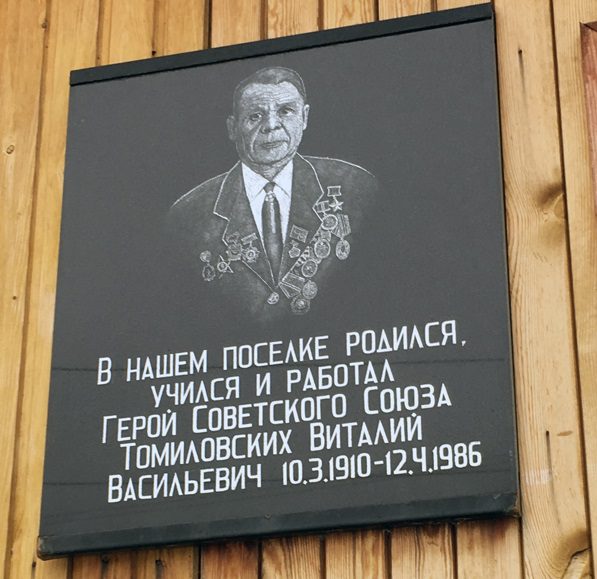 В нашем поселке родился,
учился и работал
Герой Советского Союза
Томиловских Виталий
Васильевич 10.3.1910-12.4.1986